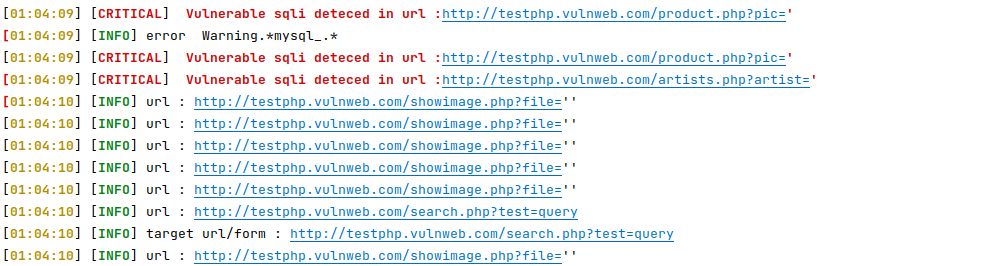 [01:04:09] [CRITICAL]  Vulnerable sqli deteced in url :http://testphp.vulnweb.com/product.php?pic='
[01:04:09] [INFO] error  Warning.*mysql_.*
[01:04:09] [CRITICAL]  Vulnerable sqli deteced in url :http://testphp.vulnweb.com/product.php?pic='
[01:04:09] [CRITICAL]  Vulnerable sqli deteced in url :http://testphp.vulnweb.com/artists.php?artist='
[01:04:10] [INFO] url : http://testphp.vulnweb.com/showimage.php?file=''
[01:04:10] [INFO] url : http://testphp.vulnweb.com/showimage.php?file=''
[01:04:10] [INFO] url : http://testphp.vulnweb.com/showimage.php?file=''
[01:04:10] [INFO] url : http://testphp.vulnweb.com/showimage.php?file=''
[01:04:10] [INFO] url : http://testphp.vulnweb.com/showimage.php?file=''
[01:04:10] [INFO] url : http://testphp.vulnweb.com/search.php?test=query
[01:04:10] [INFO] target url/form : http://testphp.vulnweb.com/search.php?test=query
[01:04:10] [INFO] url : http://testphp.vulnweb.com/showimage.php?file=''